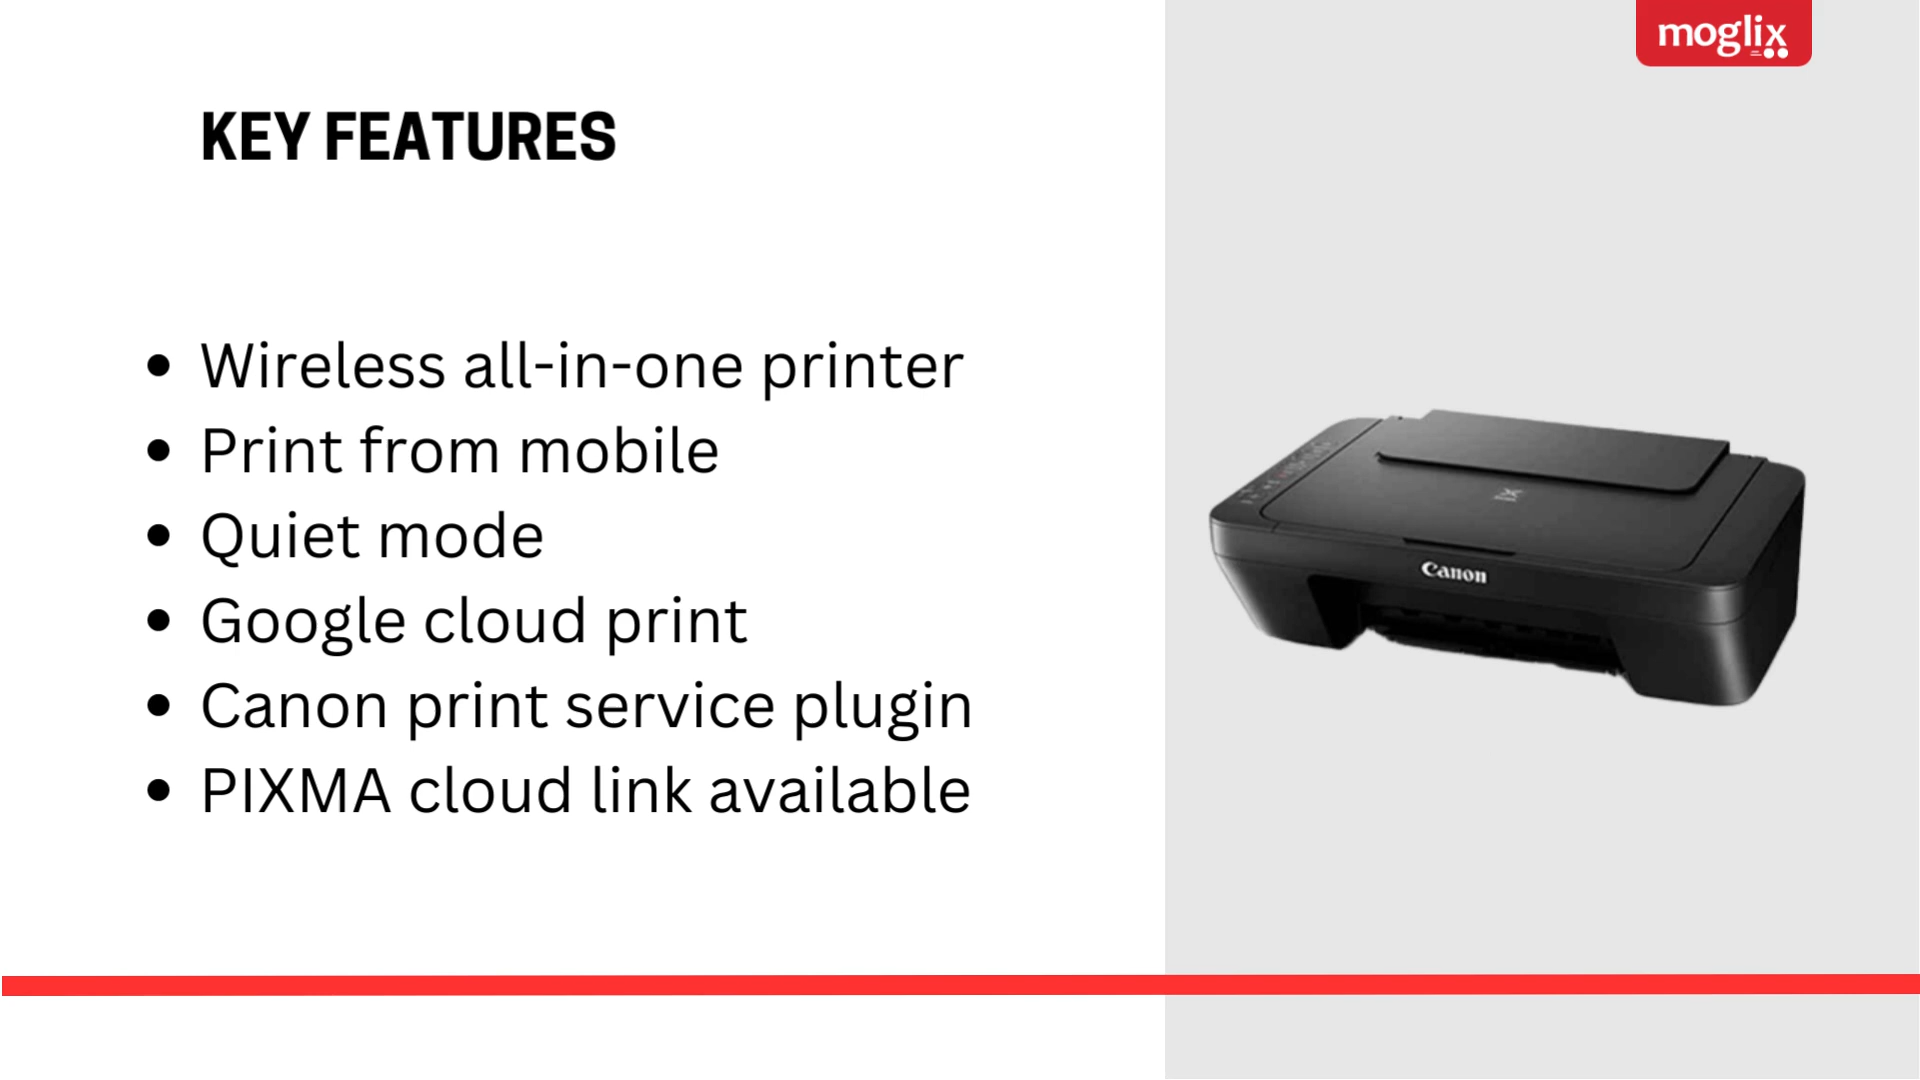 moglix
KEY FEATURES
• Wireless all-in-one printer
• Print from mobile
• Quiet mode
• Google cloud print
• Canon print service plugin
• PIXMA cloud link available
Canon